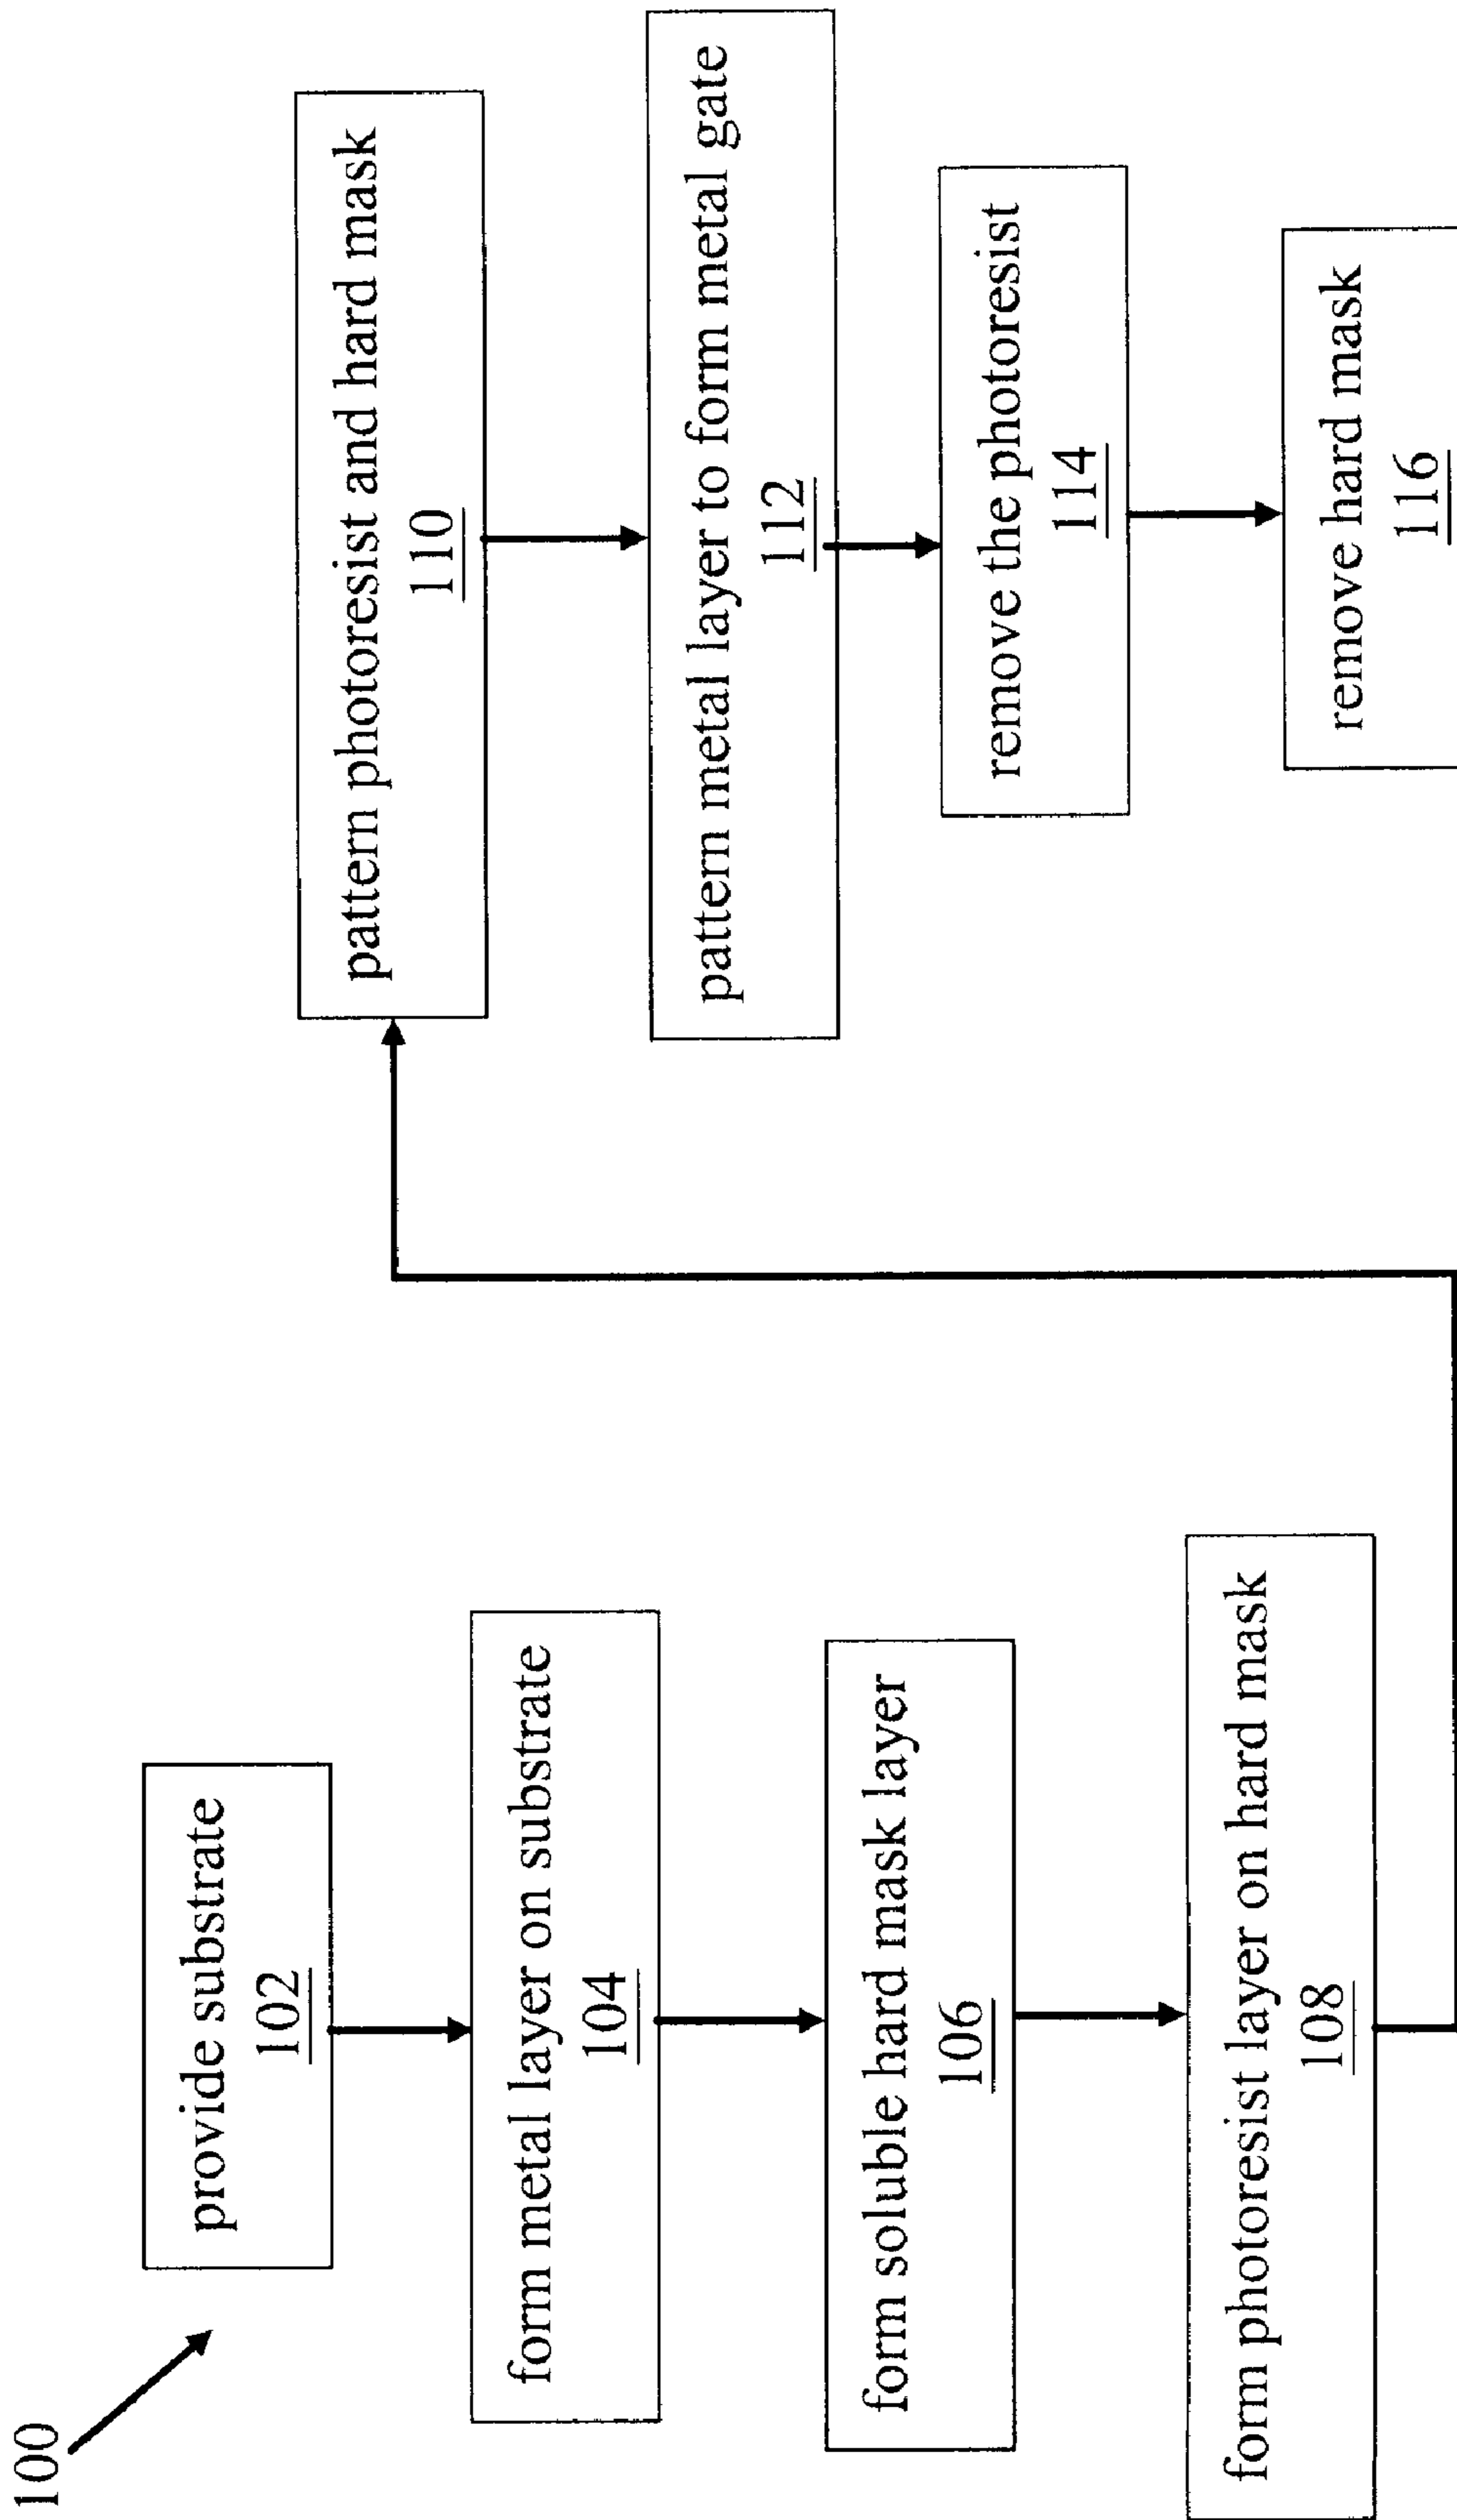 100
provide substrate
102
form metal layer on substrate
104
form soluble hard mask layer
106
form photoresist layer on hard mask
108
pattern photoresist and hard mask
110
pattern metal layer to form metal gate
112
remove the photoresist
114
remove hard mask
116